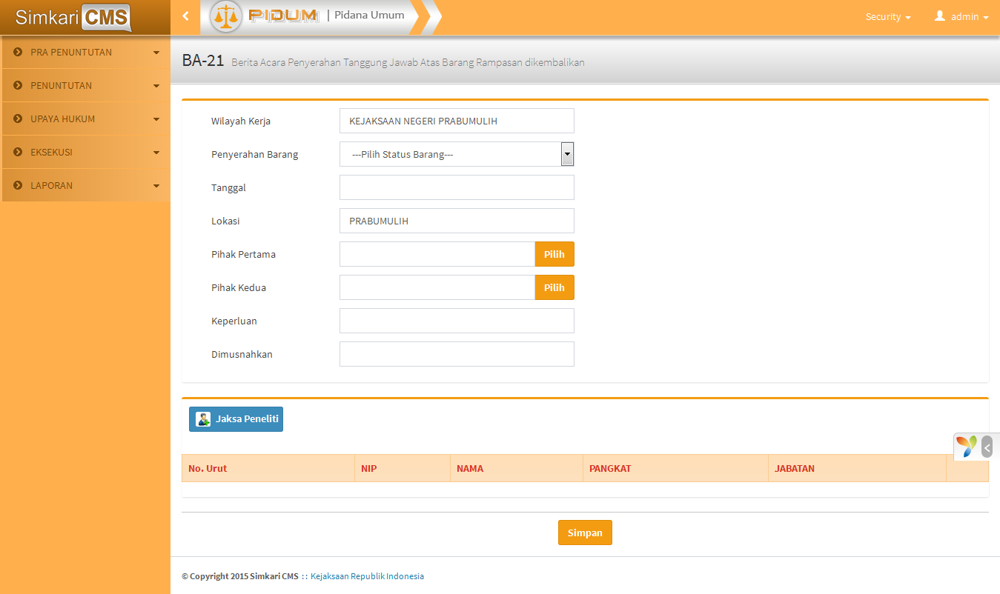 Simkari CMS
PIDUM | Pidana Umum
Security
admin
PRA PENUNTUTAN
PENUNTUTAN
UPAYA HUKUM
EKSEKUSI
LAPORAN
BA-21 Berita Acara Penyerahan Tanggung Jawab Atas Barang Rampasan dikembalikan
Wilayah Kerja KEJAKSAAN NEGERI PRABUMULIH
Penyerahan Barang ---Pilih Status Barang---
Tanggal
Lokasi PRABUMULIH
Pihak Pertama Pilih
Pihak Kedua Pilih
Keperluan
Dimusnahkan
Jaksa Peneliti
No. Urut NIP NAMA PANGKAT JABATAN
Simpan
© Copyright 2015 Simkari CMS :: Kejaksaan Republik Indonesia